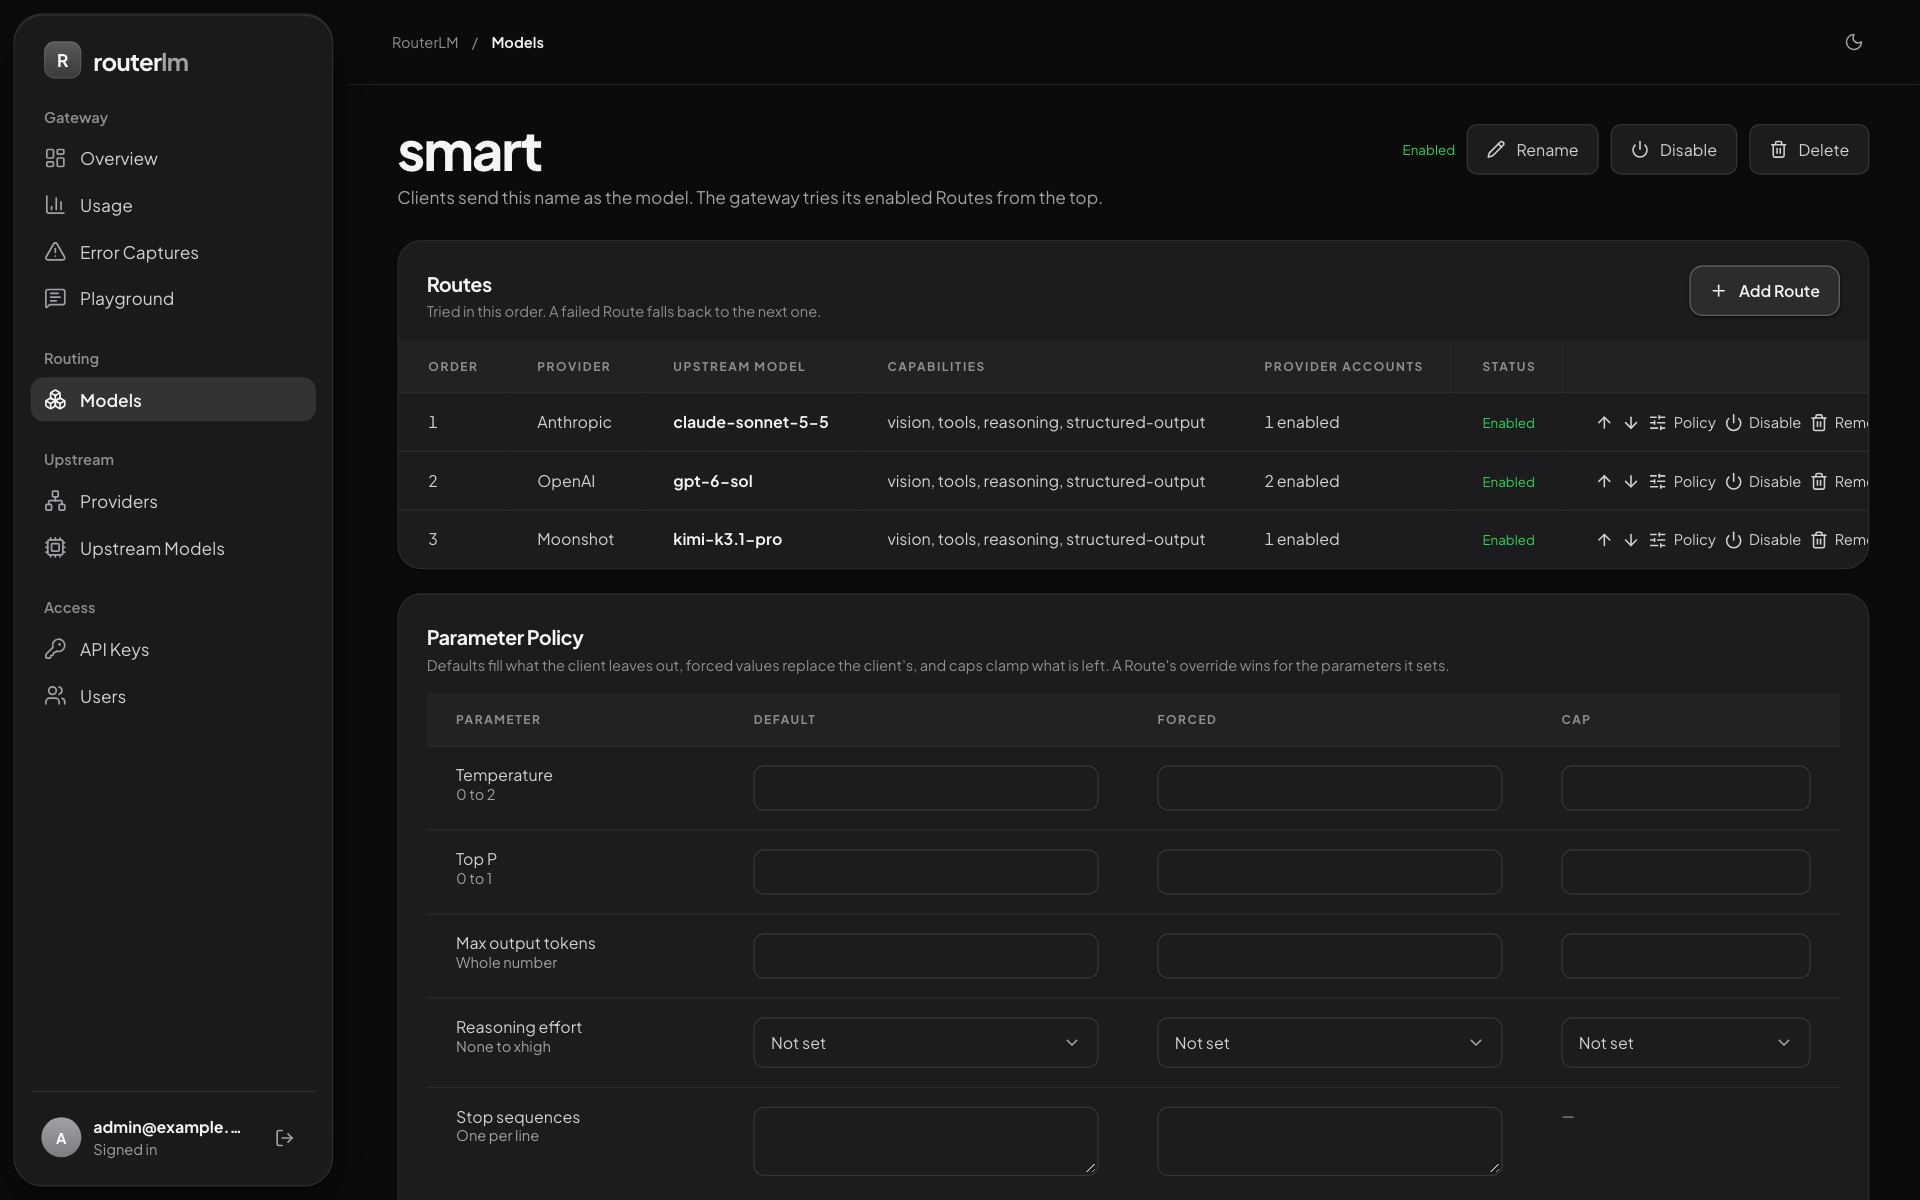 R routerlm
Gateway
Overview
Usage
Error Captures
Playground
Routing
Models
Upstream
Providers
Upstream Models
Access
API Keys
Users
A
admin@example....
Signed in
RouterLM / Models
smart
Clients send this name as the model. The gateway tries its enabled Routes from the top.
Enabled Rename Disable Delete
Routes
Tried in this order. A failed Route falls back to the next one.
Add Route
ORDER PROVIDER UPSTREAM MODEL CAPABILITIES PROVIDER ACCOUNTS STATUS
1 Anthropic claude-sonnet-5-5 vision, tools, reasoning, structured-output 1 enabled Enabled Policy Disable Rem
2 OpenAI gpt-6-sol vision, tools, reasoning, structured-output 2 enabled Enabled Policy Disable Rem
3 Moonshot kimi-k3.1-pro vision, tools, reasoning, structured-output 1 enabled Enabled Policy Disable Rem
Parameter Policy
Defaults fill what the client leaves out, forced values replace the client's, and caps clamp what is left. A Route's override wins for the parameters it sets.
PARAMETER DEFAULT FORCED CAP
Temperature
0 to 2
Top P
0 to 1
Max output tokens
Whole number
Reasoning effort
None to xhigh
Not set Not set Not set
Stop sequences
One per line
—